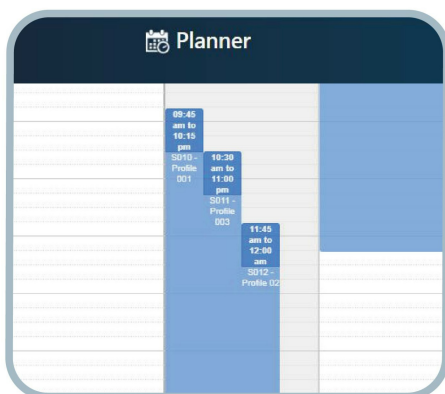 Planner
09:45
am to
10:15
pm
S010 -
Profile
001
10:30
am to
11:00
pm
S011 -
Profile
003
11:45
am to
12:00
am
S012 -
Profile 02